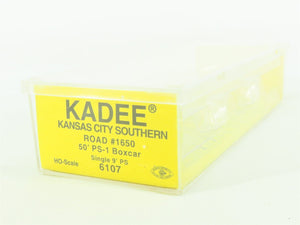 KADEE®
KANSAS CITY SOUTHERN
ROAD #1650
50' PS-1 Boxcar
HO-Scale Single 9' PS
6107